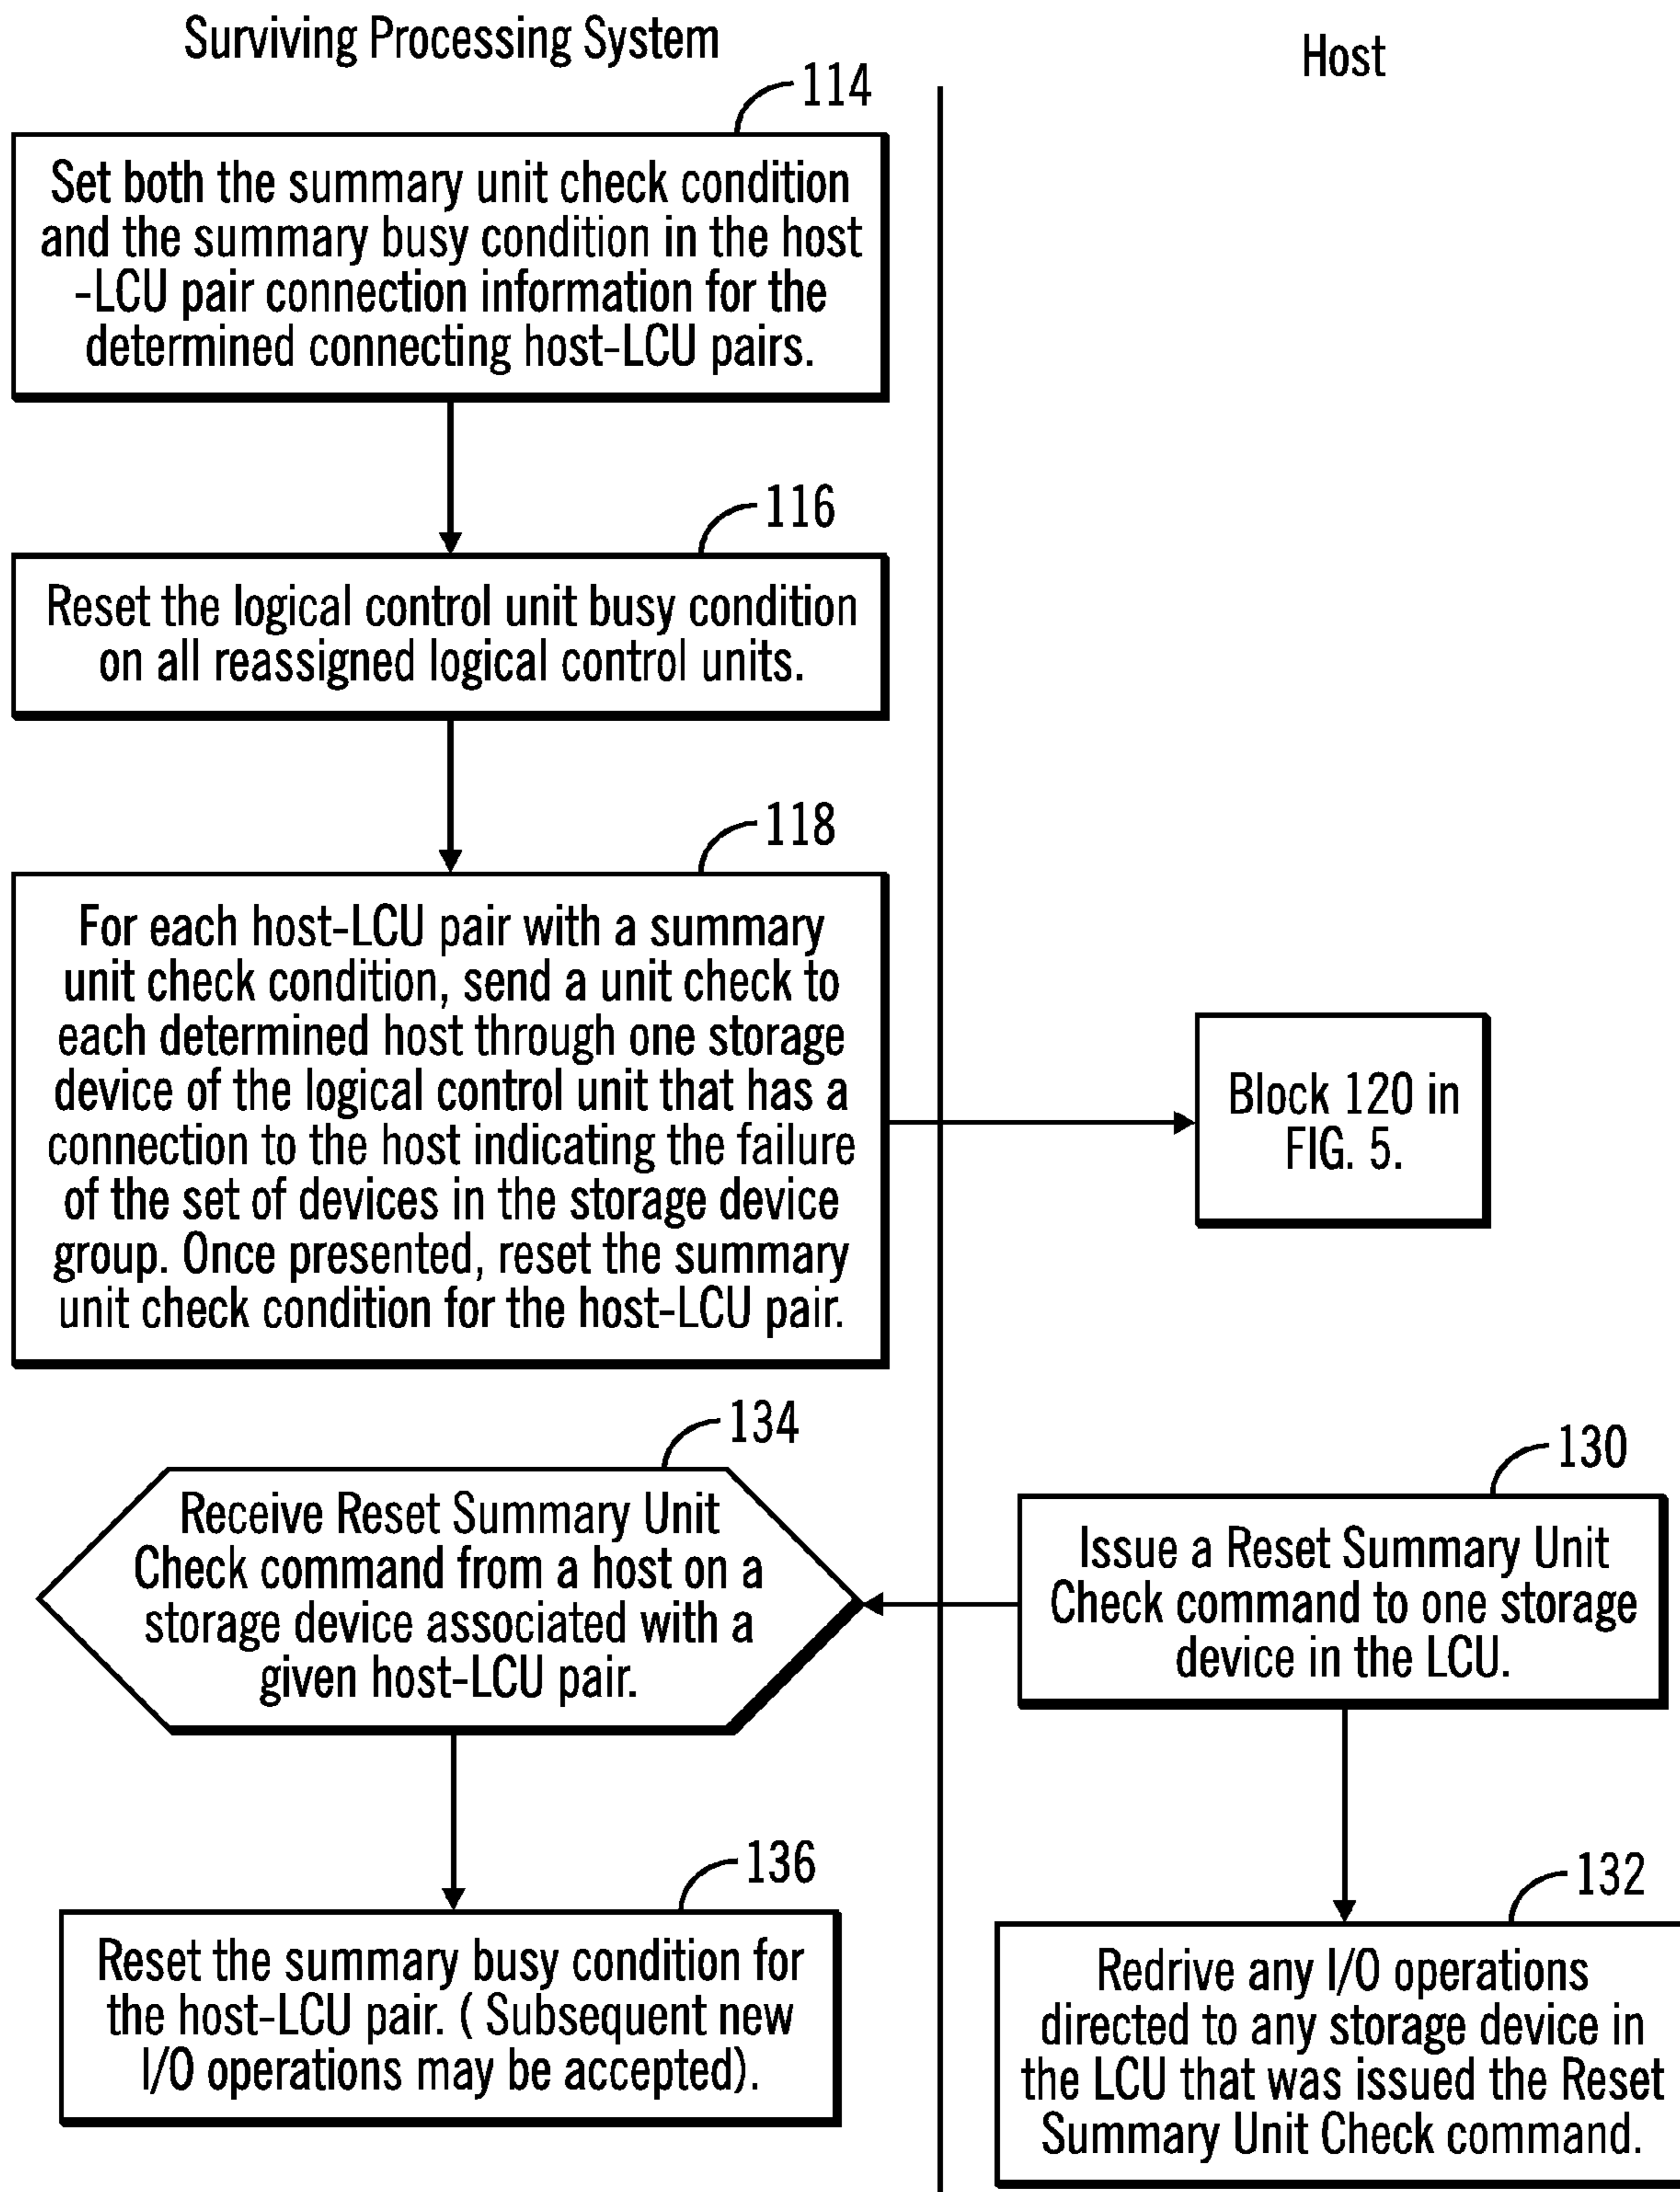 Surviving Processing System
Host
114
Set both the summary unit check condition
and the summary busy condition in the host
-LCU pair connection information for the
determined connecting host-LCU pairs.
116
Reset the logical control unit busy condition
on all reassigned logical control units.
118
For each host-LCU pair with a summary
unit check condition, send a unit check to
each determined host through one storage
device of the logical control unit that has a
connection to the host indicating the failure
of the set of devices in the storage device
group. Once presented, reset the summary
unit check condition for the host-LCU pair.
Block 120 in
FIG. 5.
134
Receive Reset Summary Unit
Check command from a host on a
storage device associated with a
given host-LCU pair.
130
Issue a Reset Summary Unit
Check command to one storage
device in the LCU.
136
Reset the summary busy condition for
the host-LCU pair. ( Subsequent new
I/O operations may be accepted).
132
Redrive any I/O operations
directed to any storage device in
the LCU that was issued the Reset
Summary Unit Check command.